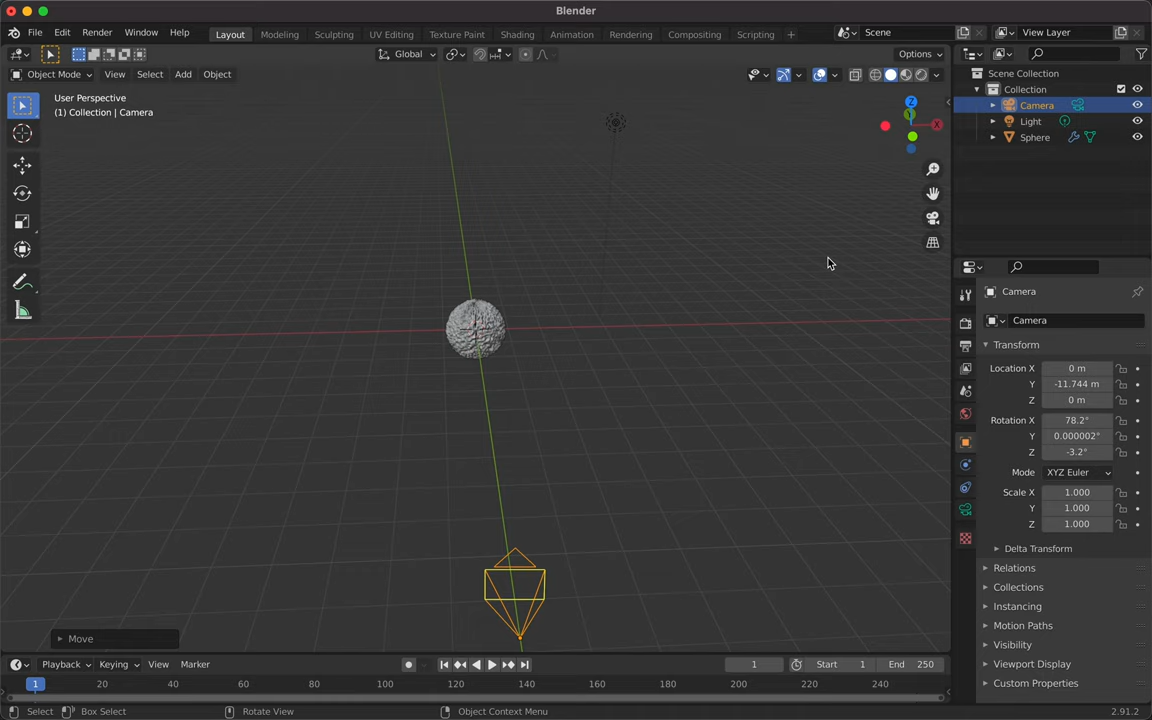 Blender
File Edit Render Window Help Layout Modeling Sculpting UV Editing Texture Paint Shading Animation Rendering Compositing Scripting + Scene View Layer
Global Options
Object Mode View Select Add Object
User Perspective
(1) Collection | Camera
Z
Y
X
Scene Collection
Collection
Camera
Light
Sphere
Camera
Camera
Transform
Location X 0 m
Y -11.744 m
Z 0 m
Rotation X 78.2°
Y 0.000002°
Z -3.2°
Mode XYZ Euler
Scale X 1.000
Y 1.000
Z 1.000
Delta Transform
Relations
Collections
Instancing
Motion Paths
Visibility
Viewport Display
Custom Properties
Move
Playback Keying View Marker 1 Start 1 End 250
1 20 40 60 80 100 120 140 160 180 200 220 240
Select Box Select Rotate View Object Context Menu 2.91.2